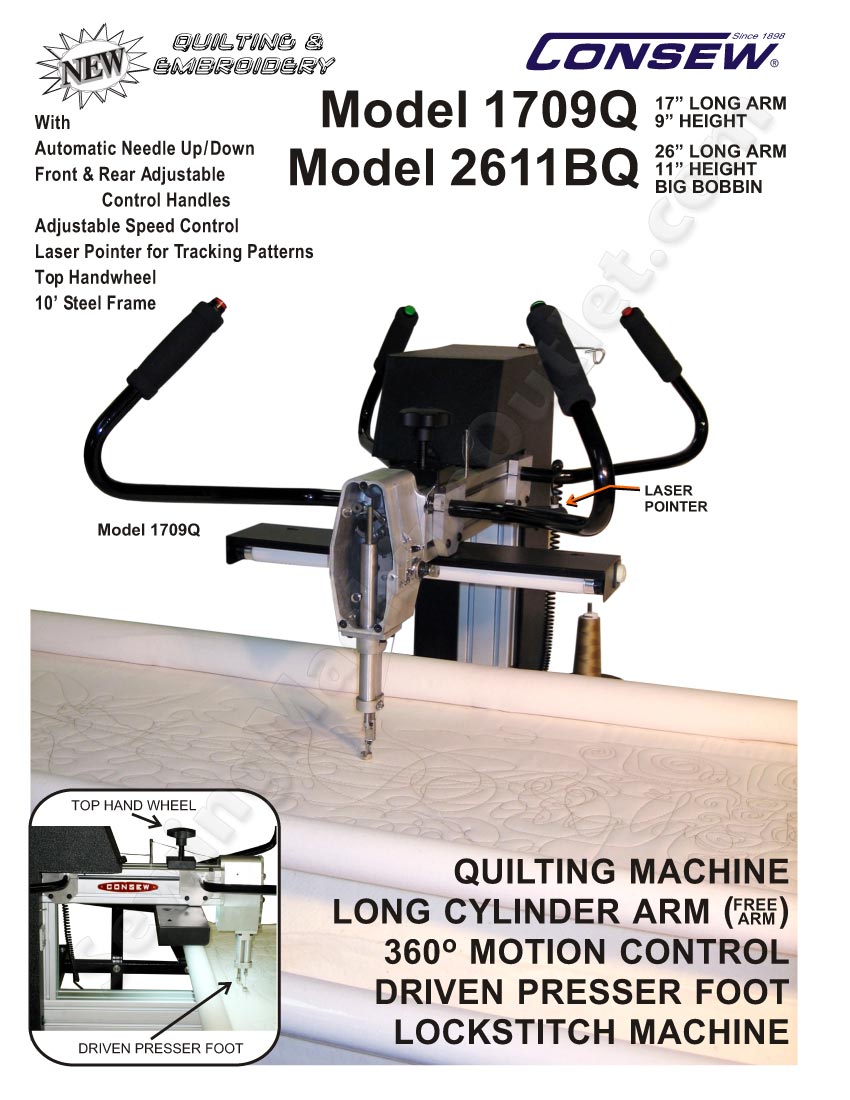 NEW
QUILTING &
EMBROIDERY
Since 1898
CONSEW®
With
Automatic Needle Up/Down
Front & Rear Adjustable
Control Handles
Adjustable Speed Control
Laser Pointer for Tracking Patterns
Top Handwheel
10’ Steel Frame
Model 1709Q
17” LONG ARM
9” HEIGHT
Model 2611BQ
26” LONG ARM
11” HEIGHT
BIG BOBBIN
LASER
POINTER
Model 1709Q
TOP HAND WHEEL
CONSEW
DRIVEN PRESSER FOOT
QUILTING MACHINE
LONG CYLINDER ARM (FREE ARM)
360º MOTION CONTROL
DRIVEN PRESSER FOOT
LOCKSTITCH MACHINE